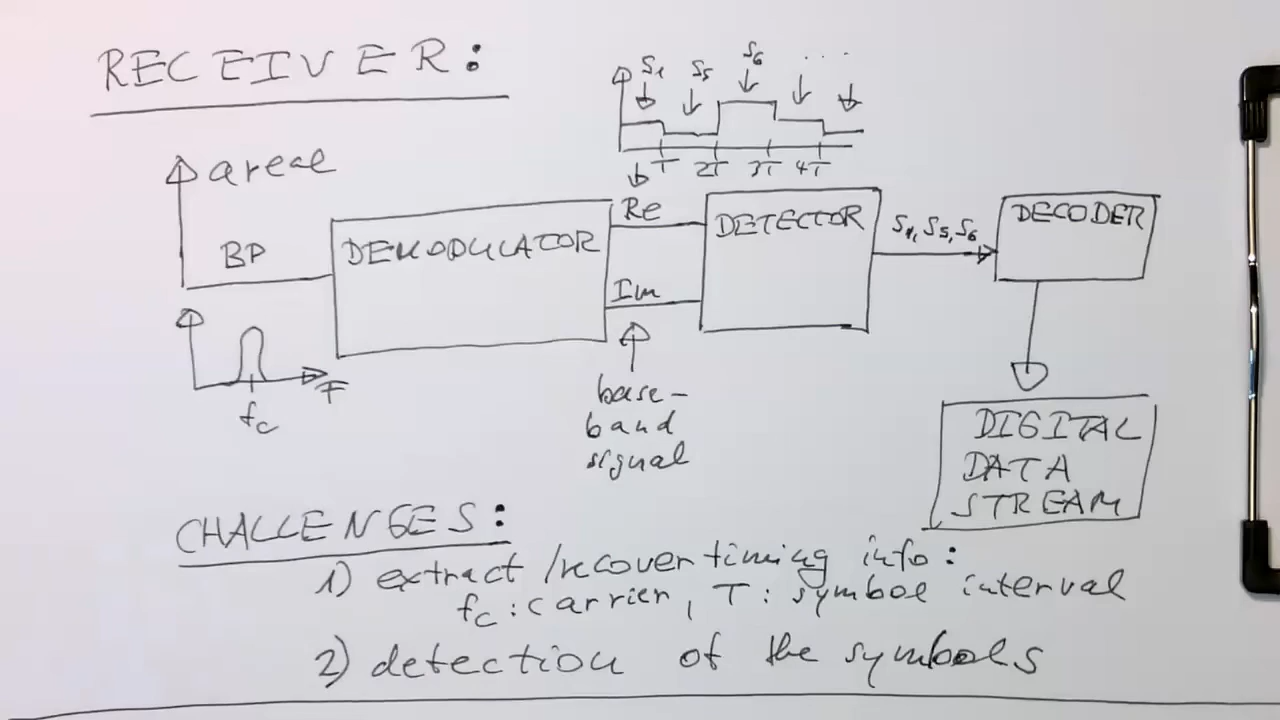 RECEIVER:
S1 S5 S6 ...
T 2T 3T 4T
a real
BP
DEMODULATOR
Re
Im
DETECTOR
S1, S5, S6
DECODER
F
fc
base-
band
signal
DIGITAL
DATA
STREAM
CHALLENGES:
1) extract /recover timing info:
fc: carrier, T: symbol interval
2) detection of the symbols